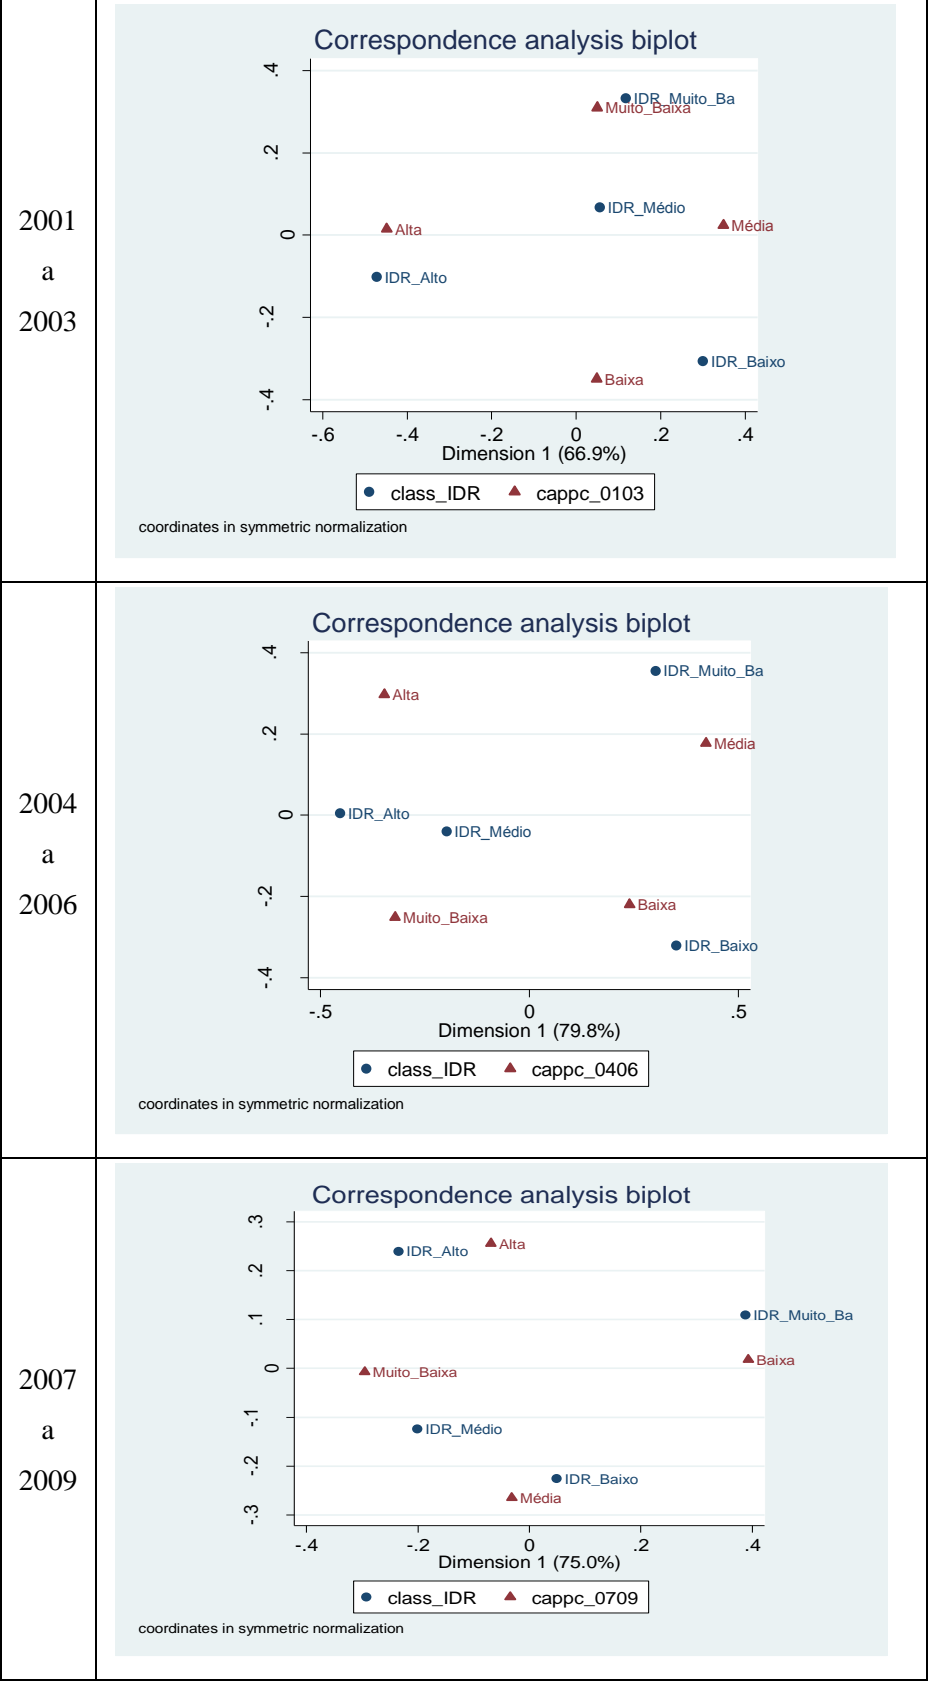 2001
a
2003
Correspondence analysis biplot
.4
.2
0
-.2
-.4
IDR_Muito_Ba
Muito_Baixa
IDR_Médio
Média
Alta
IDR_Alto
IDR_Baixo
Baixa
-.6 -.4 -.2 0 .2 .4
Dimension 1 (66.9%)
class_IDR cappc_0103
coordinates in symmetric normalization
2004
a
2006
Correspondence analysis biplot
.4
.2
0
-.2
-.4
IDR_Muito_Ba
Alta
Média
IDR_Alto
IDR_Médio
Baixa
Muito_Baixa
IDR_Baixo
-.5 0 .5
Dimension 1 (79.8%)
class_IDR cappc_0406
coordinates in symmetric normalization
2007
a
2009
Correspondence analysis biplot
.3
.2
.1
0
-.1
-.2
-.3
Alta
IDR_Alto
IDR_Muito_Ba
Baixa
Muito_Baixa
IDR_Médio
IDR_Baixo
Média
-.4 -.2 0 .2 .4
Dimension 1 (75.0%)
class_IDR cappc_0709
coordinates in symmetric normalization